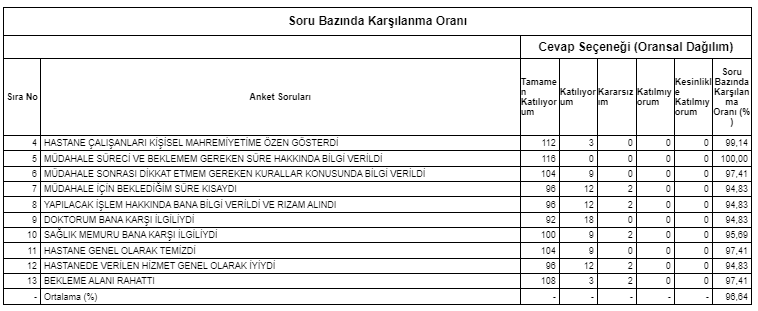 Soru Bazında Karşılanma Oranı
Cevap Seçeneği (Oransal Dağılım)
Sıra No Anket Soruları Tamamen Katılıyorum Katılıyorum Kararsızım Katılmıyorum Kesinlikle Katılmıyorum Soru Bazında Karşılanma Oranı (%)
4 HASTANE ÇALIŞANLARI KİŞİSEL MAHREMİYETİME ÖZEN GÖSTERDİ 112 3 0 0 0 99,14
5 MÜDAHALE SÜRECİ VE BEKLEMEM GEREKEN SÜRE HAKKINDA BİLGİ VERİLDİ 116 0 0 0 0 100,00
6 MÜDAHALE SONRASI DİKKAT ETMEM GEREKEN KURALLAR KONUSUNDA BİLGİ VERİLDİ 104 9 0 0 0 97,41
7 MÜDAHALE İÇİN BEKLEDİĞİM SÜRE KISAYDI 96 12 2 0 0 94,83
8 YAPILACAK İŞLEM HAKKINDA BANA BİLGİ VERİLDİ VE RIZAM ALINDI 96 12 2 0 0 94,83
9 DOKTORUM BANA KARŞI İLGİLİYDİ 92 18 0 0 0 94,83
10 SAĞLIK MEMURU BANA KARŞI İLGİLİYDİ 100 9 2 0 0 95,69
11 HASTANE GENEL OLARAK TEMİZDİ 104 9 0 0 0 97,41
12 HASTANEDE VERİLEN HİZMET GENEL OLARAK İYİYDİ 96 12 2 0 0 94,83
13 BEKLEME ALANI RAHATTI 108 3 2 0 0 97,41
- Ortalama (%) - - - - - 96,64